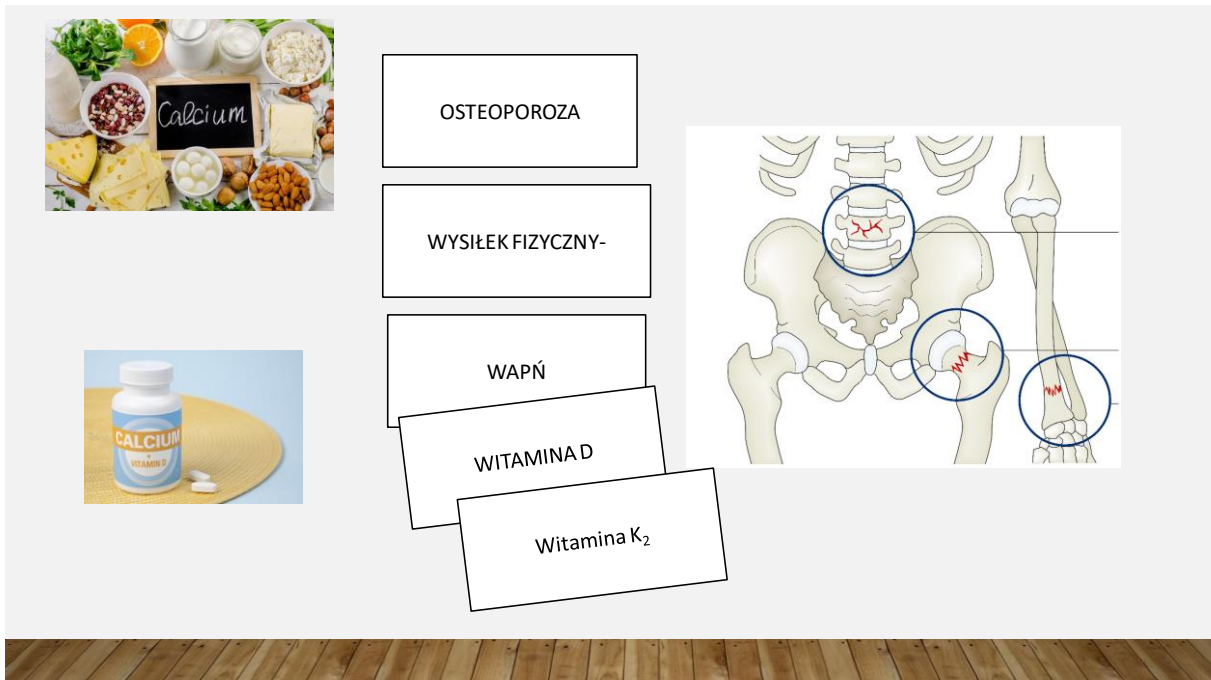 Calcium
OSTEOPOROZA
WYSIŁEK FIZYCZNY-
WAPŃ
WITAMINA D
Witamina K₂
CALCIUM
+
VITAMIN D